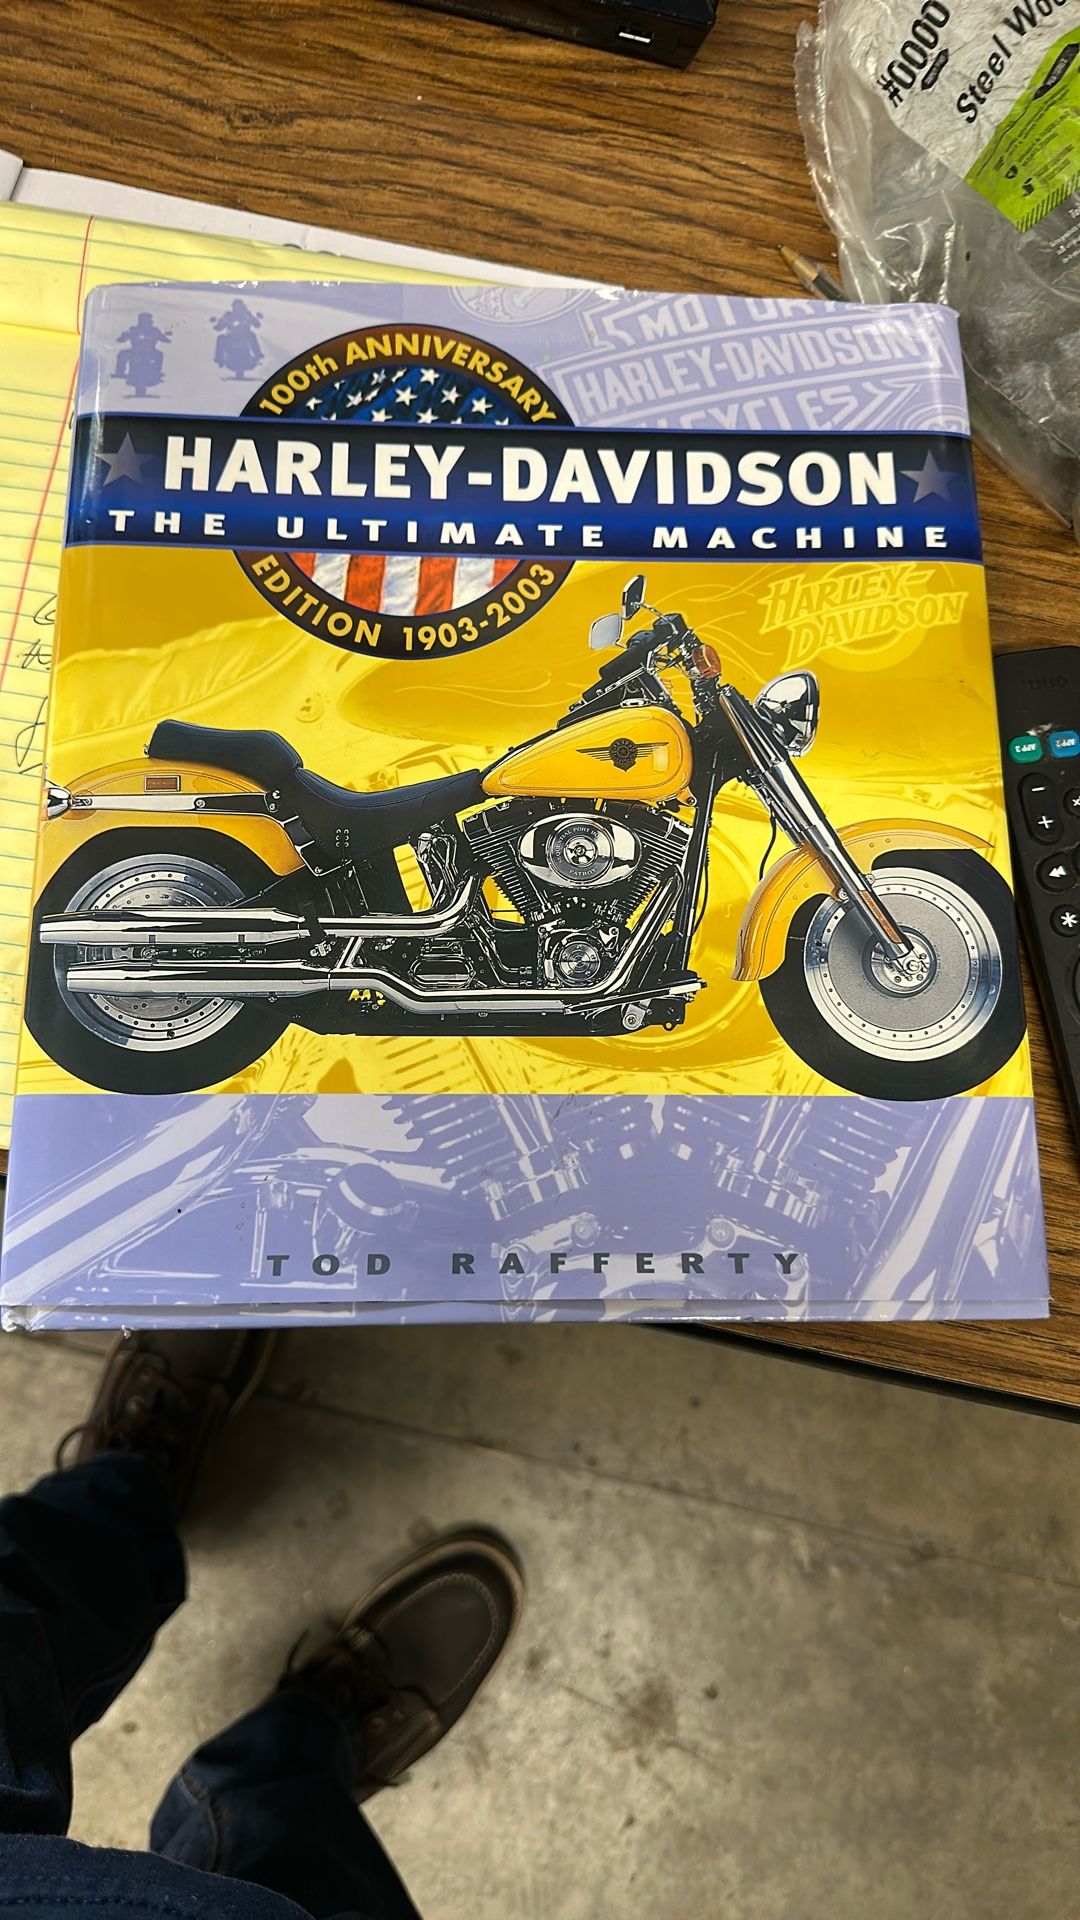 #0000
Steel Wo
100th ANNIVERSARY
MOTOR
HARLEY-DAVIDSON
CYCLES
HARLEY-DAVIDSON
THE ULTIMATE MACHINE
EDITION 1903-2003
HARLEY-
DAVIDSON
TOD RAFFERTY